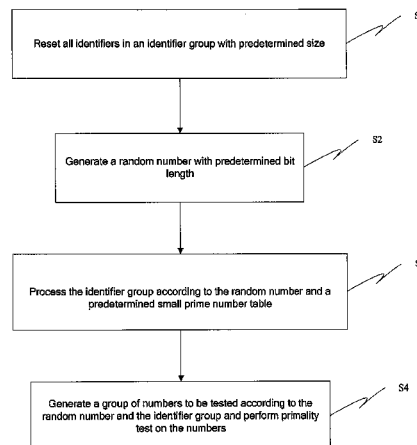 S
Reset all identifiers in an identifier group with predetermined size
S2
Generate a random number with predetermined bit
length
S
Process the identifier group according to the random number and a
predetermined small prime number table
S4
Generate a group of numbers to be tested according to the
random number and the identifier group and perform primality
test on the numbers